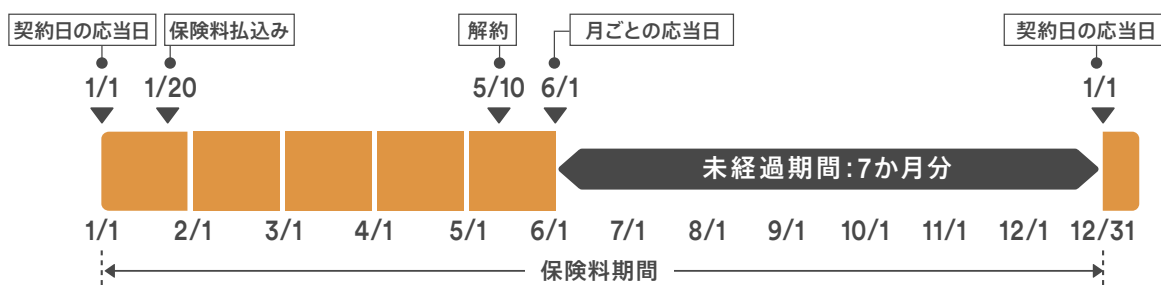 契約日の応当日 保険料払込み 解約 月ごとの応当日 契約日の応当日
1/1 1/20 5/10 6/1 1/1
未経過期間:7か月分
1/1 2/1 3/1 4/1 5/1 6/1 7/1 8/1 9/1 10/1 11/1 12/1 12/31
保険料期間